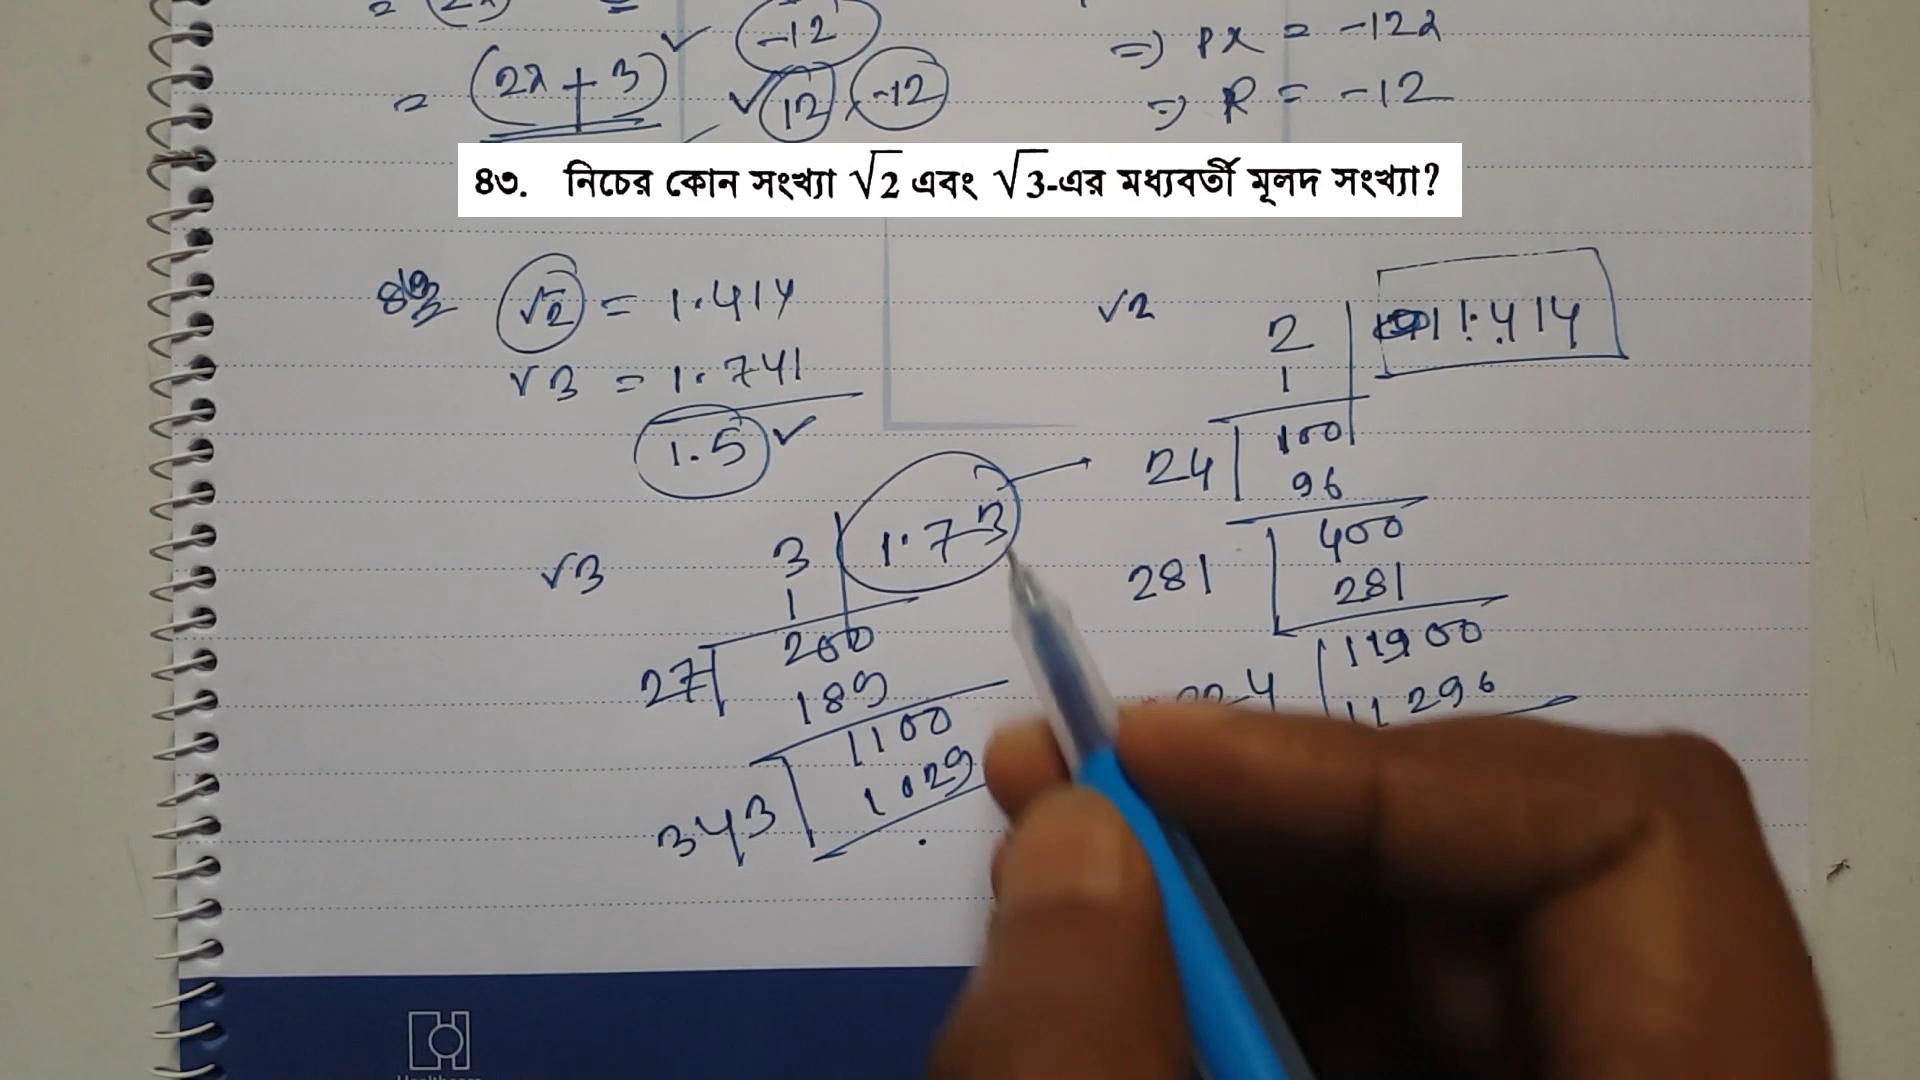 (2x + 3) ✓ -12
= ✓ 12, -12
=> px = -12x
=> R = -12
৪৩. নিচের কোন সংখ্যা √2 এবং √3-এর মধ্যবর্তী মূলদ সংখ্যা?
√2 = 1.414
√3 = 1.741
1.5 ✓
√3
3 1.73
1
200
27 189
1100
343 1029
√2
2 1.414
1
100
24 96
400
281 281
11900
11296